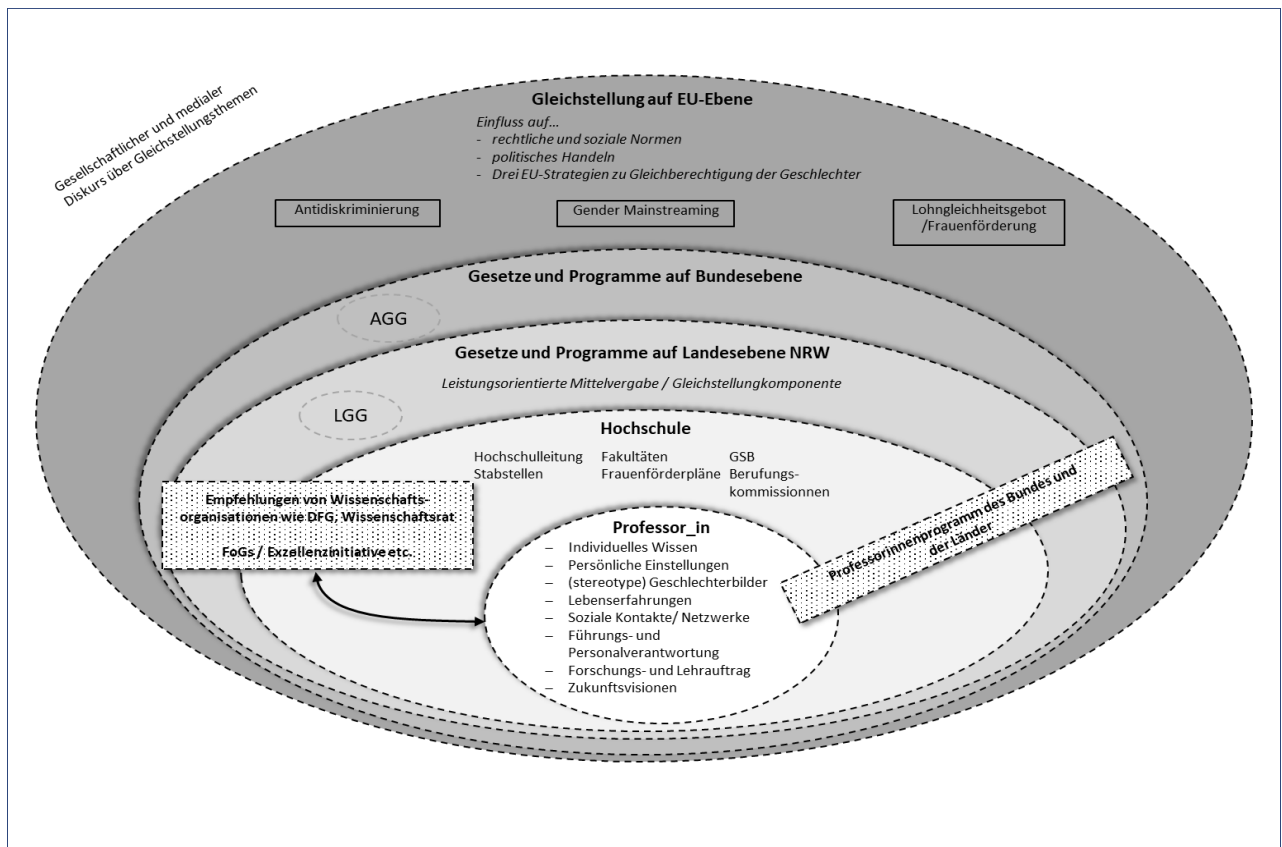 Gesellschaftlicher und medialer
Diskurs über Gleichstellungsthemen
Gleichstellung auf EU-Ebene
Einfluss auf...
- rechtliche und soziale Normen
- politisches Handeln
- Drei EU-Strategien zu Gleichberechtigung der Geschlechter
Antidiskriminierung
Gender Mainstreaming
Lohngleichheitsgebot
/Frauenförderung
Gesetze und Programme auf Bundesebene
AGG
Gesetze und Programme auf Landesebene NRW
Leistungsorientierte Mittelvergabe / Gleichstellungkomponente
LGG
Hochschule
Hochschulleitung
Stabstellen
Fakultäten
Frauenförderpläne
GSB
Berufungs-
kommissionnen
Empfehlungen von Wissenschafts-
organisationen wie DFG, Wissenschaftsrat
FoGs / Exzellenzinitiative etc.
Professorinnenprogramm des Bundes und
der Länder
Professor_in
– Individuelles Wissen
– Persönliche Einstellungen
– (stereotype) Geschlechterbilder
– Lebenserfahrungen
– Soziale Kontakte/ Netzwerke
– Führungs- und
Personalverantwortung
– Forschungs- und Lehrauftrag
– Zukunftsvisionen